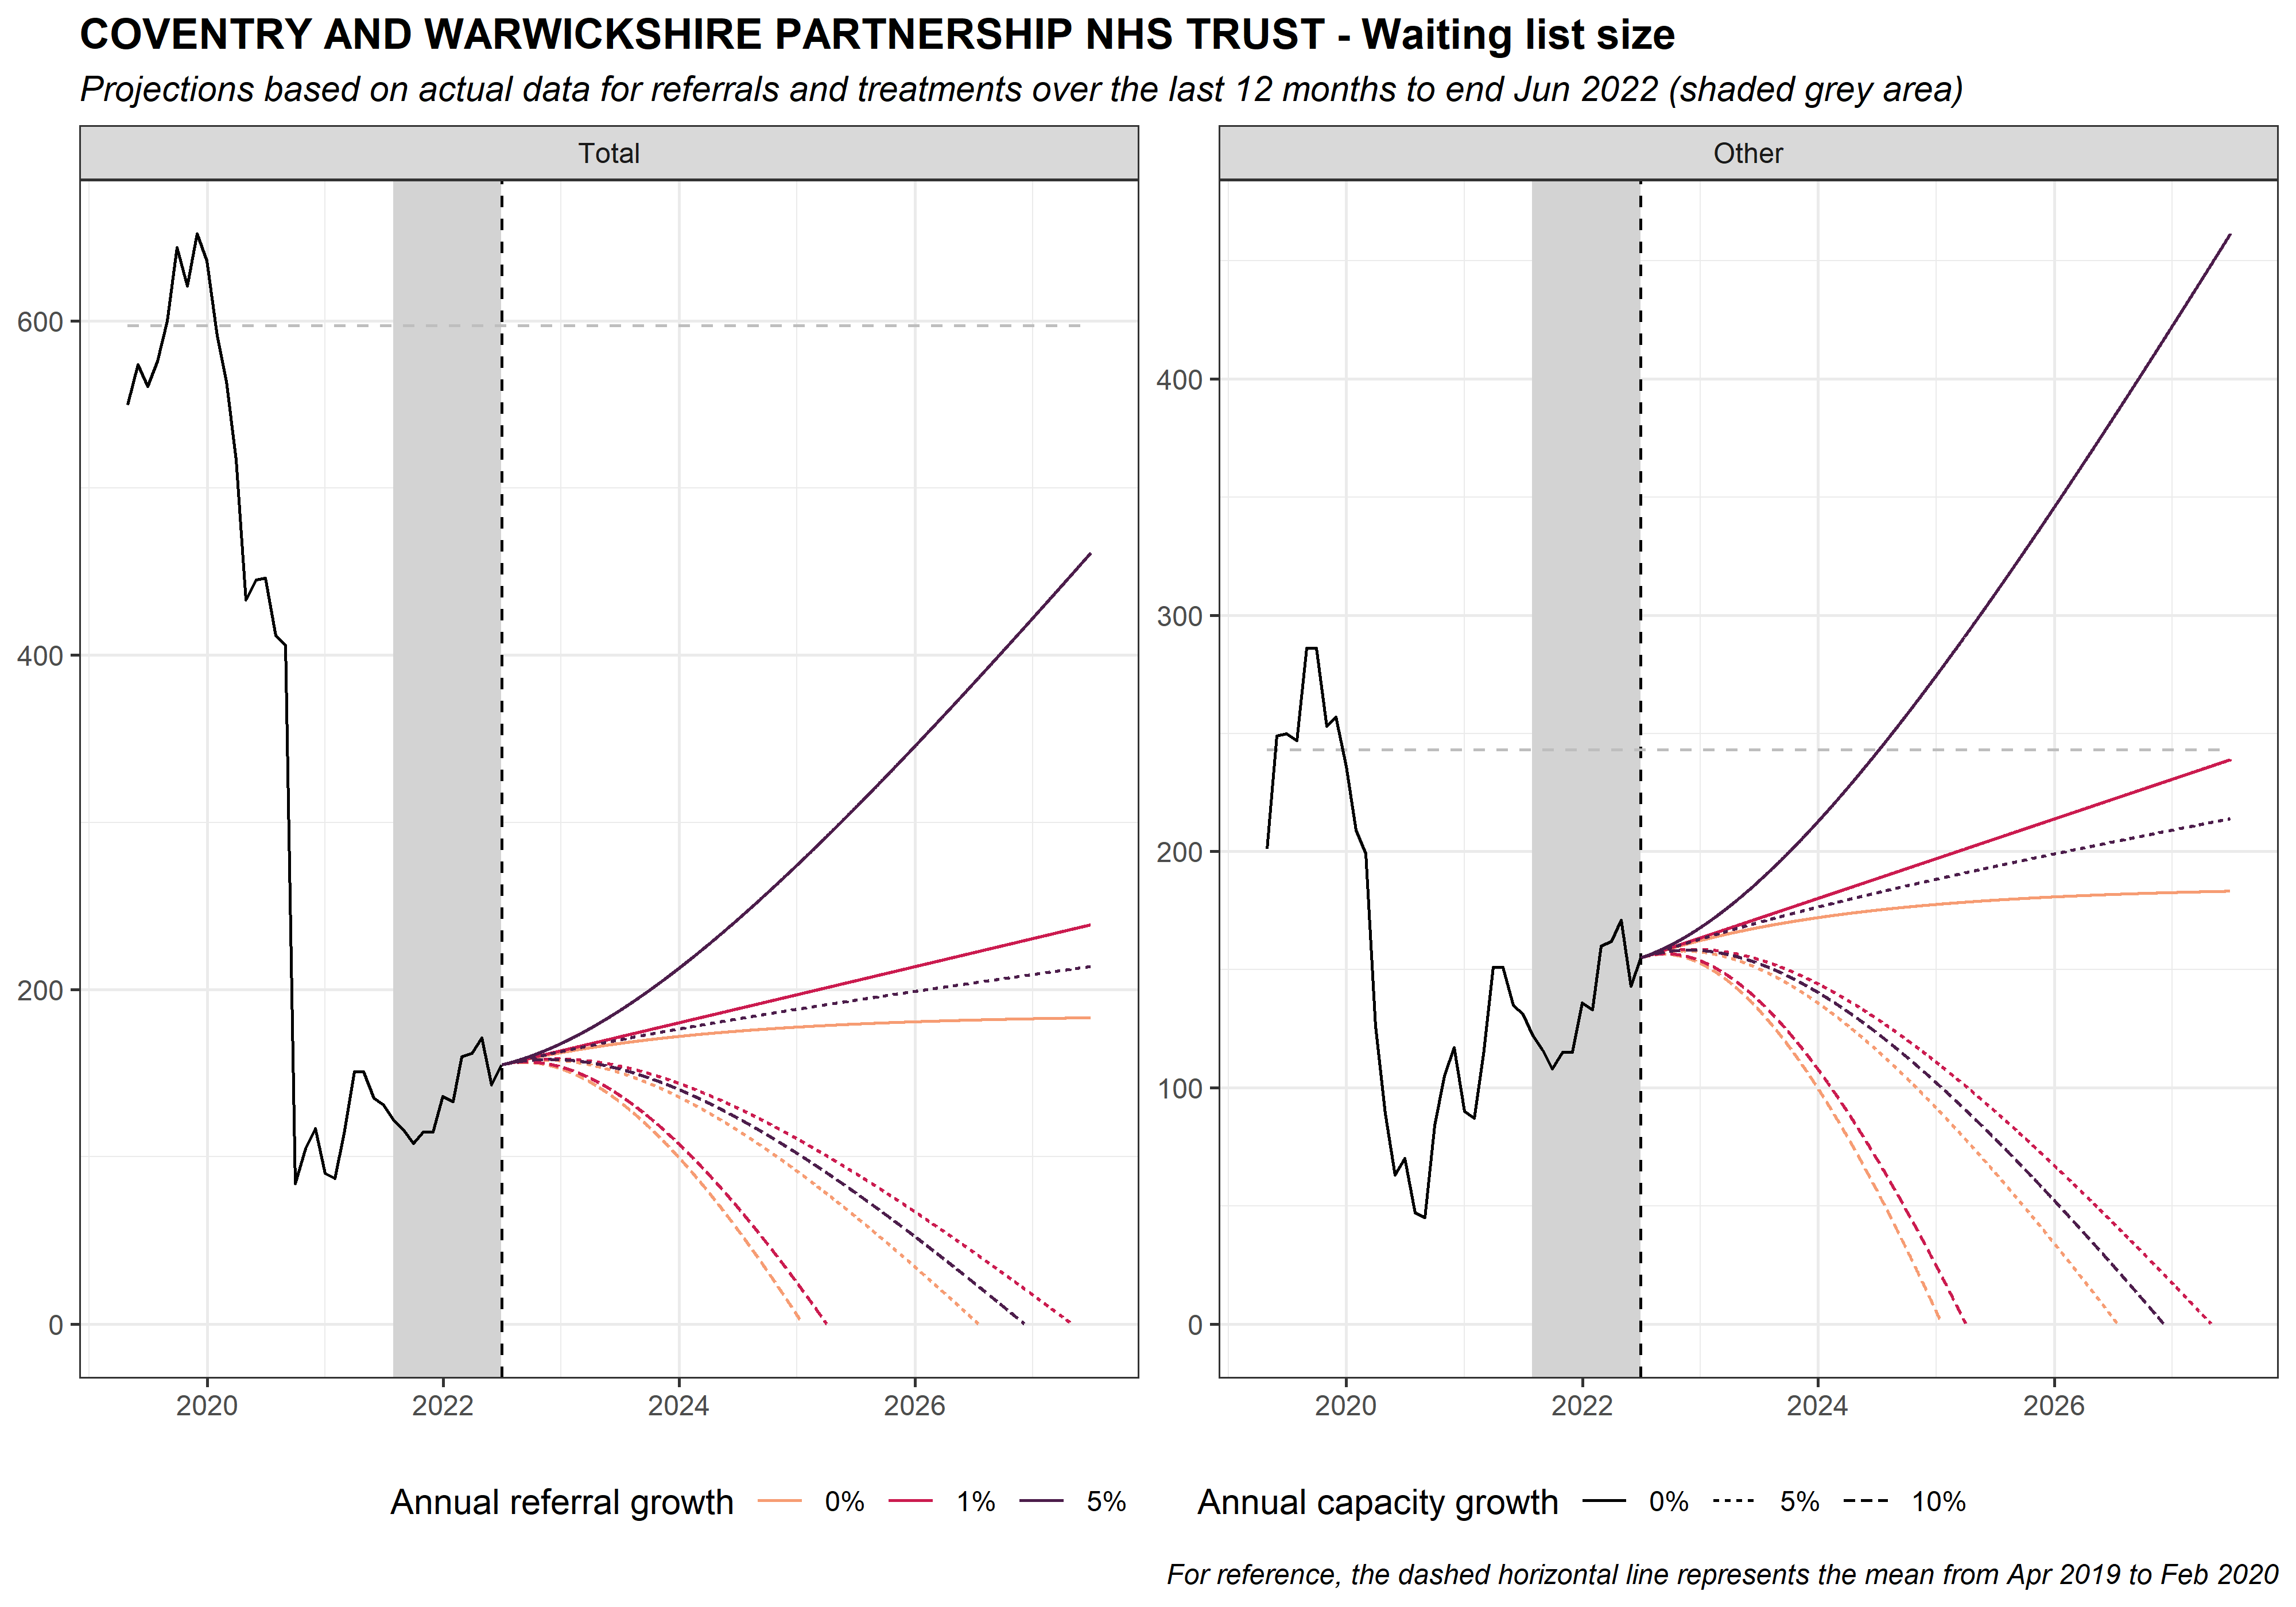 COVENTRY AND WARWICKSHIRE PARTNERSHIP NHS TRUST - Waiting list size
Projections based on actual data for referrals and treatments over the last 12 months to end Jun 2022 (shaded grey area)
Total
600
400
200
0
2020 2022 2024 2026
Other
400
300
200
100
0
2020 2022 2024 2026
Annual referral growth 0% 1% 5%
Annual capacity growth 0% 5% 10%
For reference, the dashed horizontal line represents the mean from Apr 2019 to Feb 2020